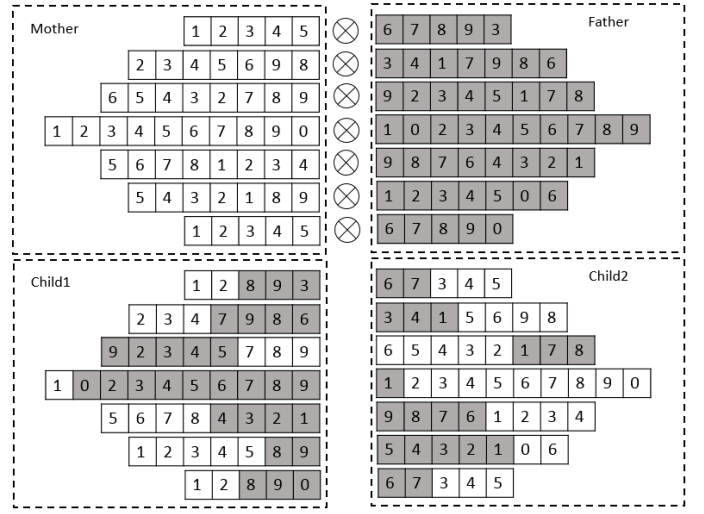 Mother
1 2 3 4 5
2 3 4 5 6 9 8
6 5 4 3 2 7 8 9
1 2 3 4 5 6 7 8 9 0
5 6 7 8 1 2 3 4
5 4 3 2 1 8 9
1 2 3 4 5
Father
6 7 8 9 3
3 4 1 7 9 8 6
9 2 3 4 5 1 7 8
1 0 2 3 4 5 6 7 8 9
9 8 7 6 4 3 2 1
1 2 3 4 5 0 6
6 7 8 9 0
Child1
1 2 8 9 3
2 3 4 7 9 8 6
9 2 3 4 5 7 8 9
1 0 2 3 4 5 6 7 8 9
5 6 7 8 4 3 2 1
1 2 3 4 5 8 9
1 2 8 9 0
Child2
6 7 3 4 5
3 4 1 5 6 9 8
6 5 4 3 2 1 7 8
1 2 3 4 5 6 7 8 9 0
9 8 7 6 1 2 3 4
5 4 3 2 1 0 6
6 7 3 4 5